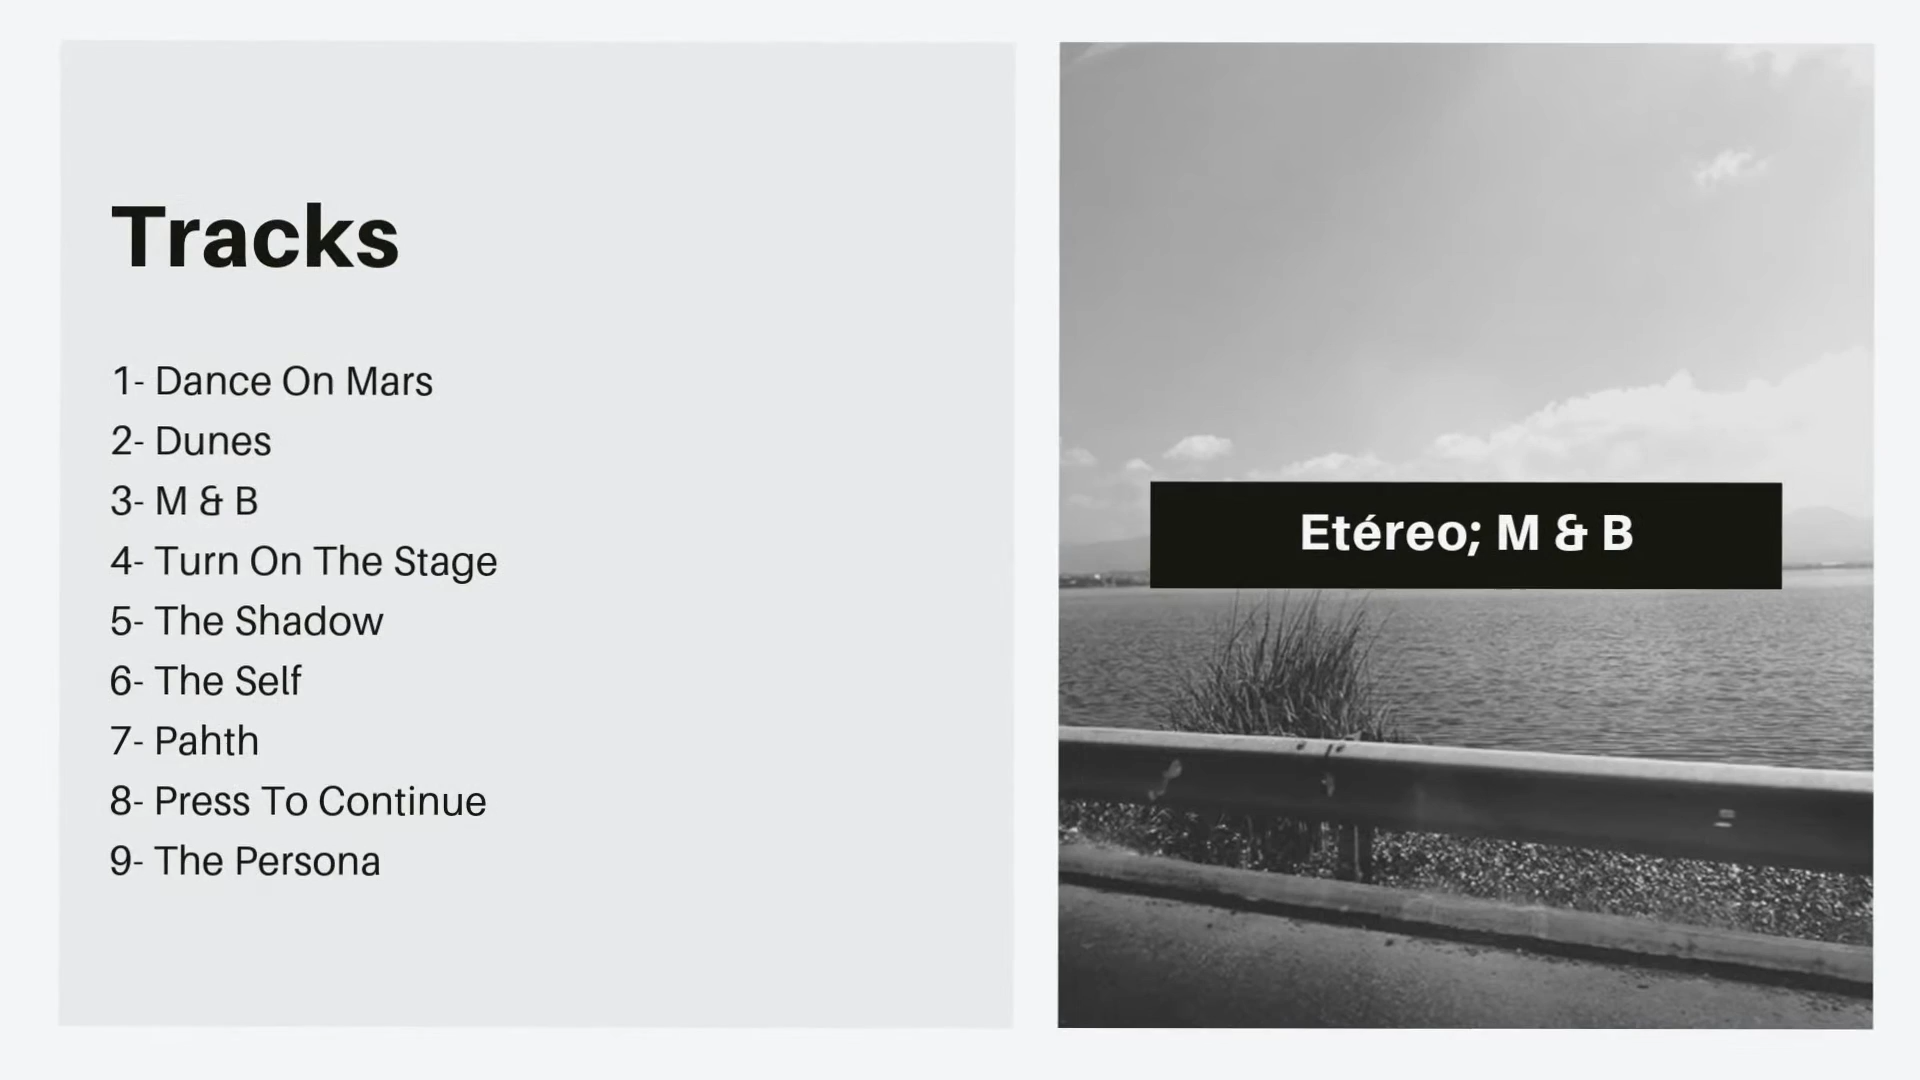 Tracks
1- Dance On Mars
2- Dunes
3- M & B
4- Turn On The Stage
5- The Shadow
6- The Self
7- Pahth
8- Press To Continue
9- The Persona
Etéreo; M & B